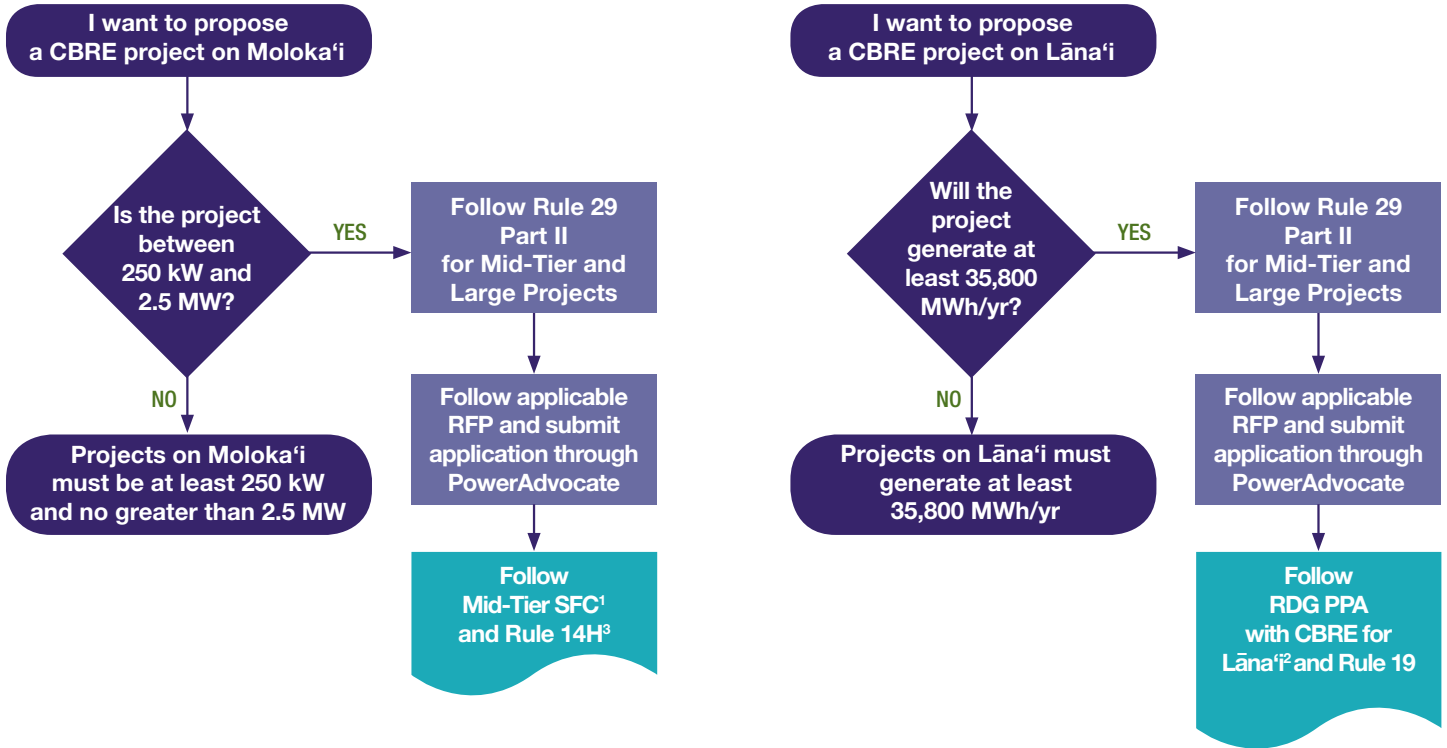 I want to propose
a CBRE project on Moloka‘i
Is the project
between
250 kW and
2.5 MW?
YES
Follow Rule 29
Part II
for Mid-Tier and
Large Projects
NO
Projects on Moloka‘i
must be at least 250 kW
and no greater than 2.5 MW
Follow applicable
RFP and submit
application through
PowerAdvocate
Follow
Mid-Tier SFC¹
and Rule 14H³
I want to propose
a CBRE project on Lāna‘i
Will the
project
generate at
least 35,800
MWh/yr?
YES
Follow Rule 29
Part II
for Mid-Tier and
Large Projects
NO
Projects on Lāna‘i must
generate at least
35,800 MWh/yr
Follow applicable
RFP and submit
application through
PowerAdvocate
Follow
RDG PPA
with CBRE for
Lāna‘i² and Rule 19